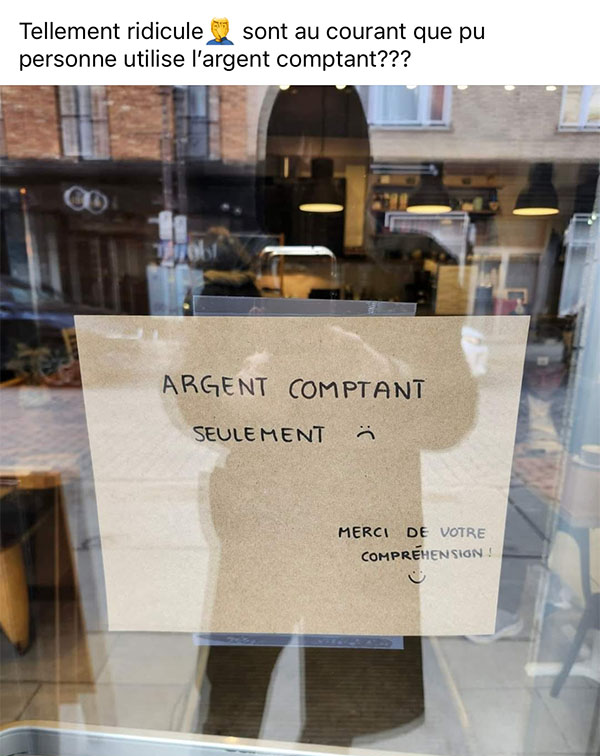 Tellement ridicule🤦‍♂️ sont au courant que pu
personne utilise l’argent comptant???
ARGENT COMPTANT
SEULEMENT :(
MERCI DE VOTRE
COMPRÉHENSION !
:)